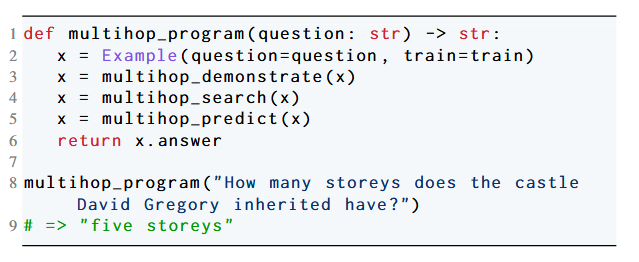 1 def multihop_program(question: str) -> str:
2     x = Example(question=question, train=train)
3     x = multihop_demonstrate(x)
4     x = multihop_search(x)
5     x = multihop_predict(x)
6     return x.answer
7
8 multihop_program("How many storeys does the castle
David Gregory inherited have?")
9 # => "five storeys"